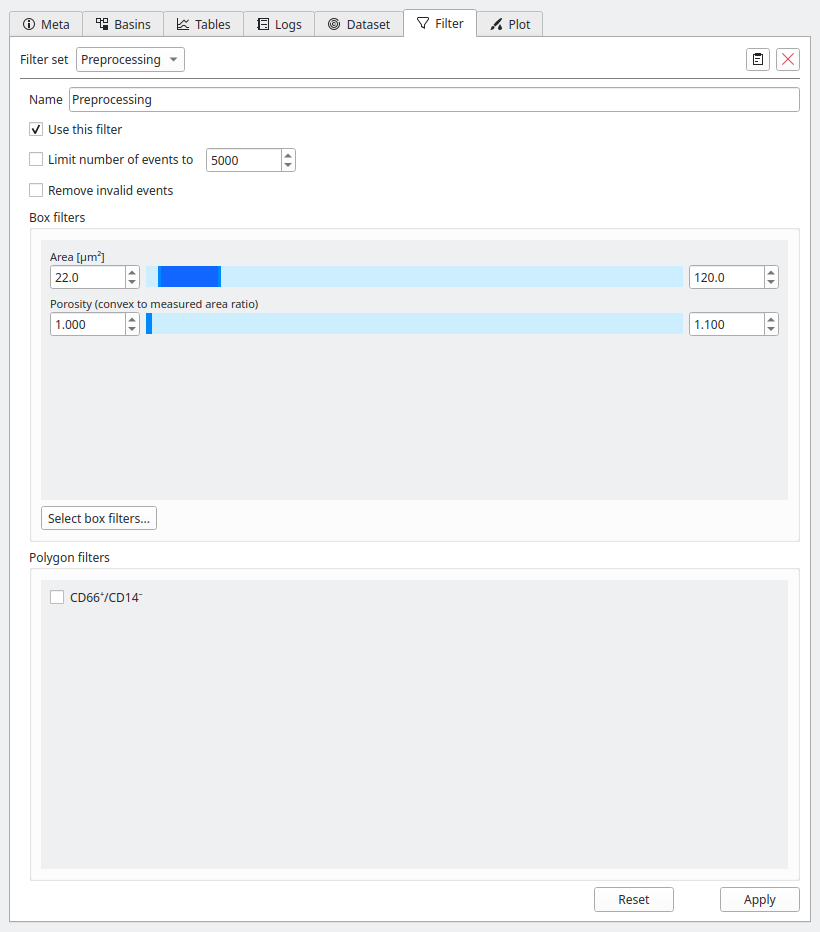 Meta Basins Tables Logs Dataset Filter Plot
Filter set Preprocessing
Name Preprocessing
Use this filter
Limit number of events to 5000
Remove invalid events
Box filters
Area [µm²]
22.0 120.0
Porosity (convex to measured area ratio)
1.000 1.100
Select box filters...
Polygon filters
CD66⁺/CD14⁻
Reset Apply